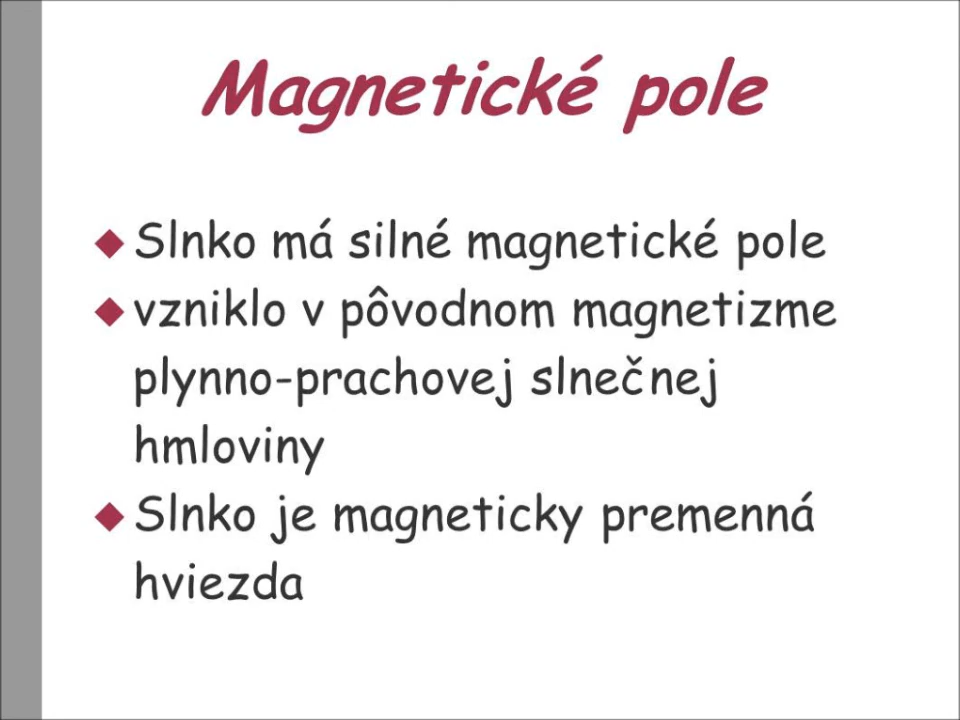 Magnetické pole
◆ Slnko má silné magnetické pole
◆ vzniklo v pôvodnom magnetizme
plynno-prachovej slnečnej
hmloviny
◆ Slnko je magneticky premenná
hviezda